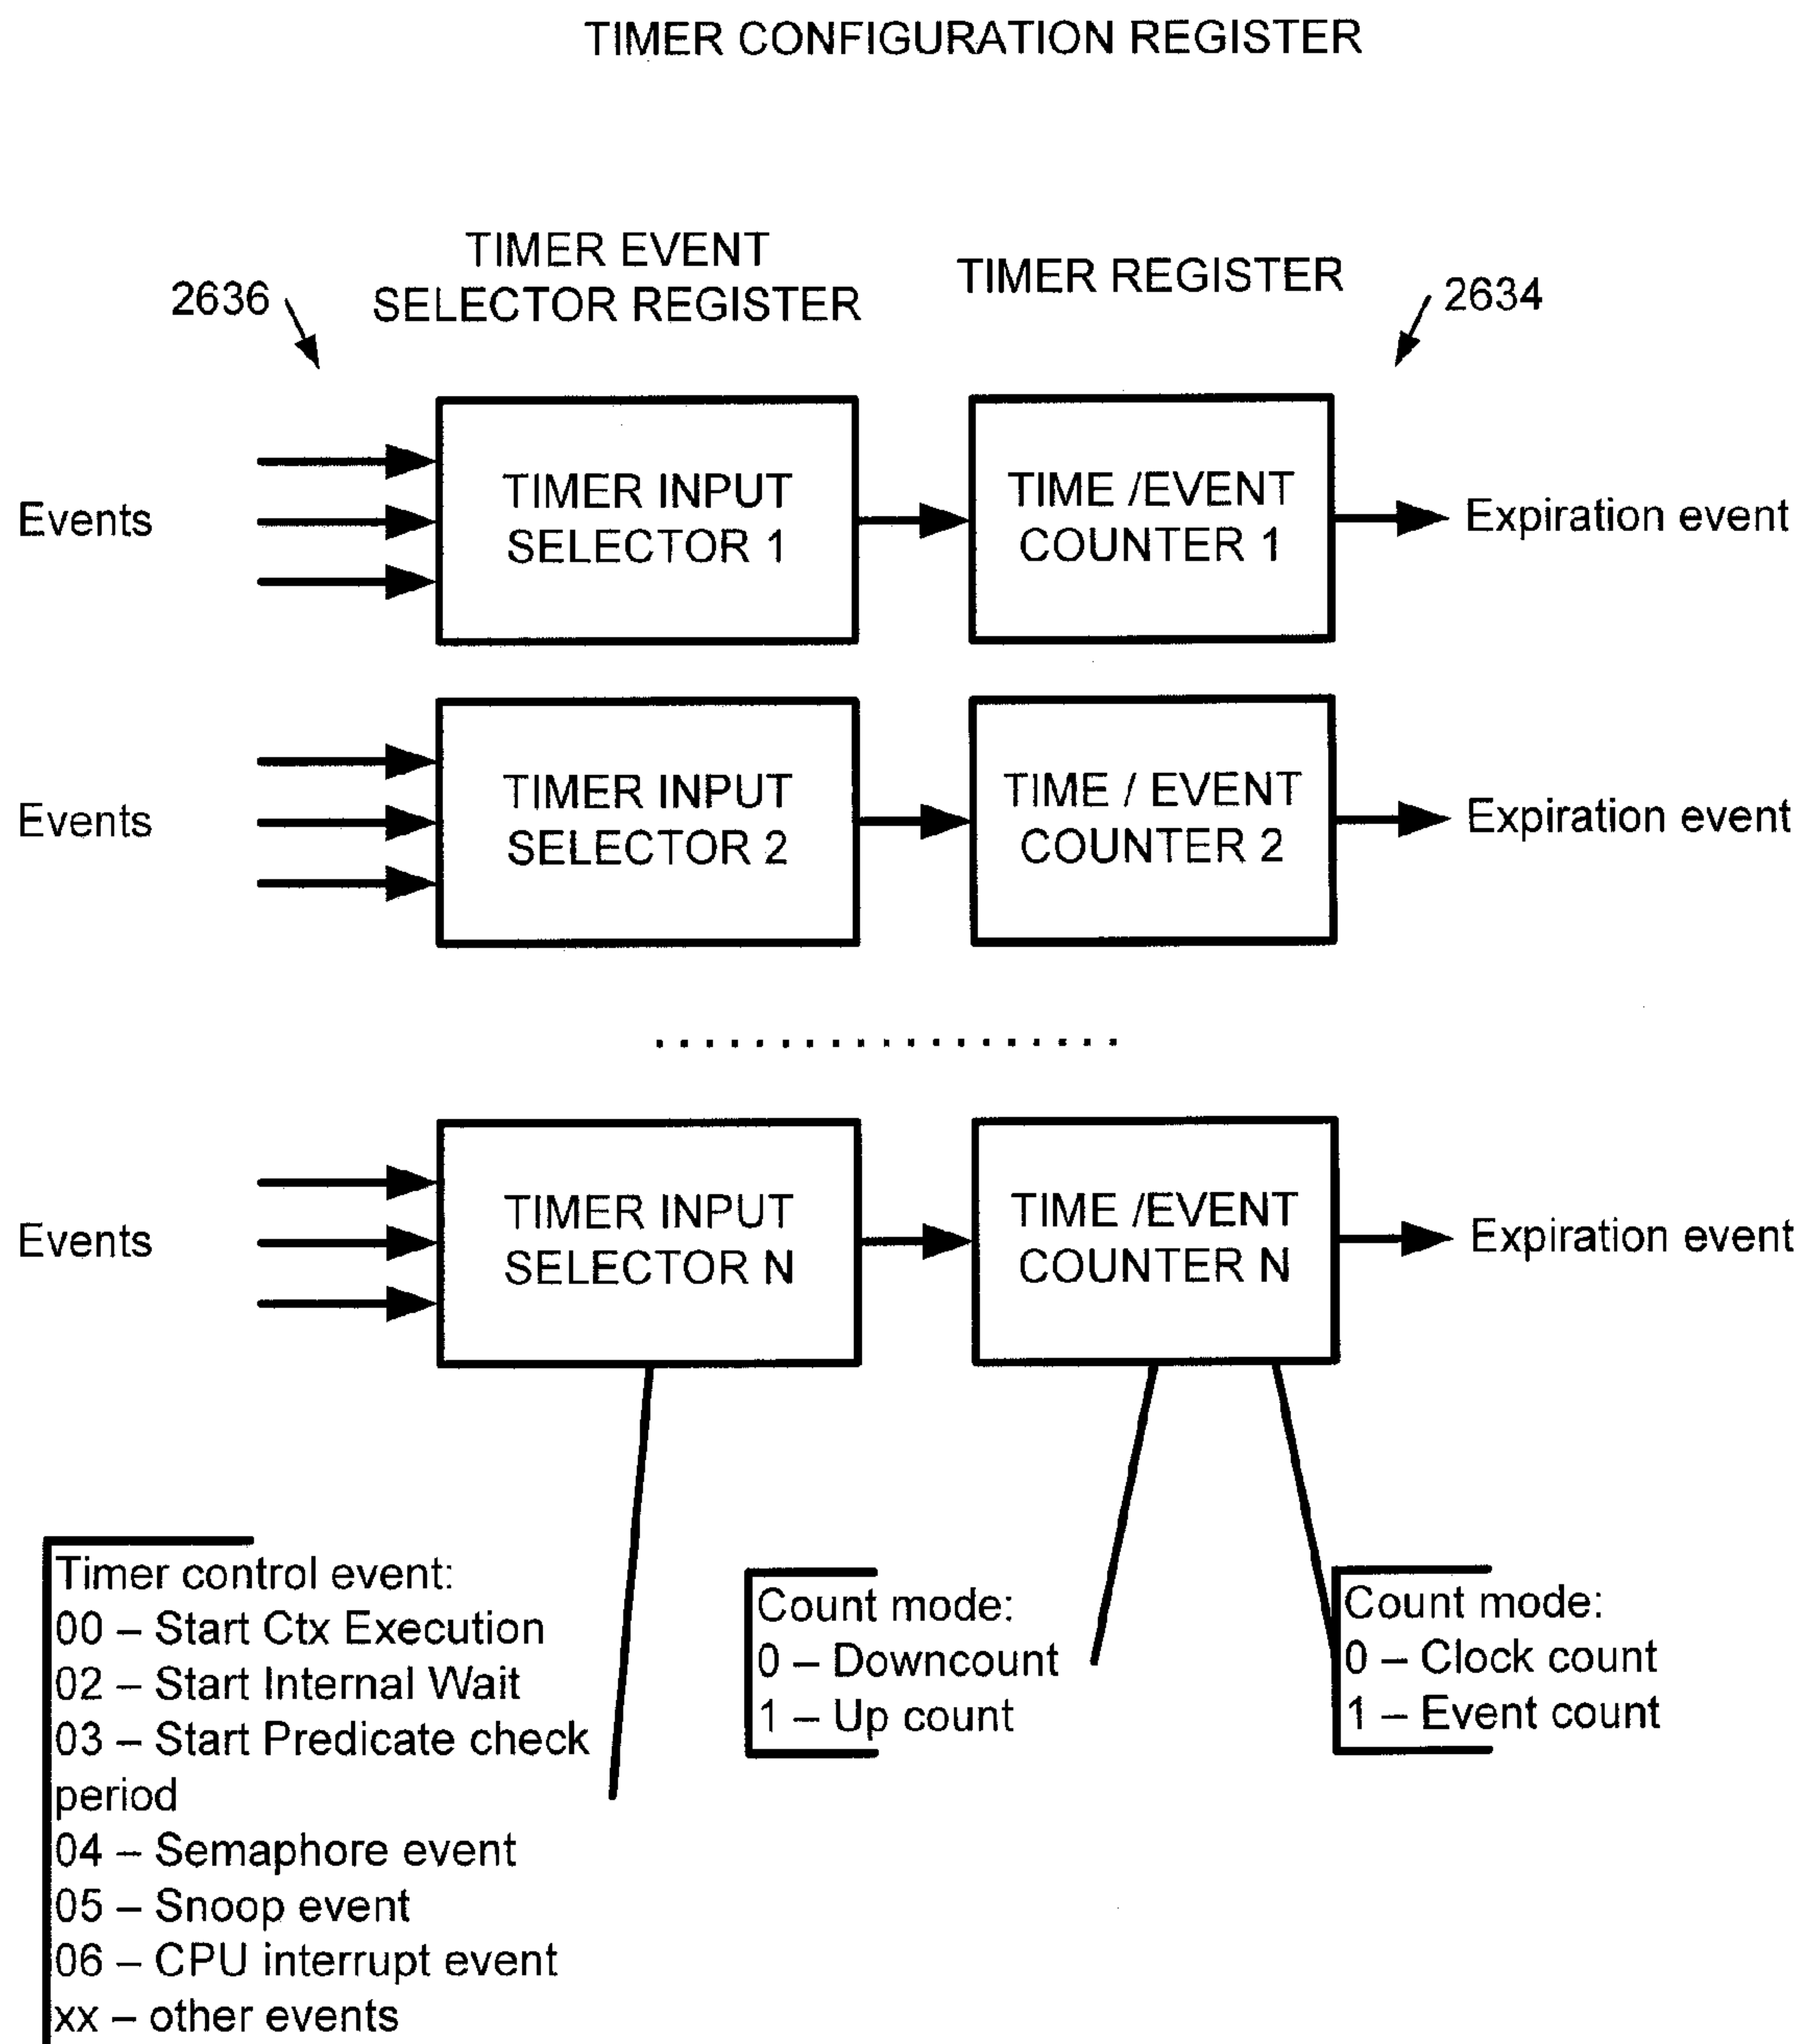 TIMER CONFIGURATION REGISTER
TIMER EVENT
SELECTOR REGISTER
TIMER REGISTER
2636
2634
Events
TIMER INPUT
SELECTOR 1
TIME /EVENT
COUNTER 1
Expiration event
Events
TIMER INPUT
SELECTOR 2
TIME / EVENT
COUNTER 2
Expiration event
...................
Events
TIMER INPUT
SELECTOR N
TIME /EVENT
COUNTER N
Expiration event
Timer control event:
00 – Start Ctx Execution
02 – Start Internal Wait
03 – Start Predicate check
period
04 – Semaphore event
05 – Snoop event
06 – CPU interrupt event
xx – other events
Count mode:
0 – Downcount
1 – Up count
Count mode:
0 – Clock count
1 – Event count